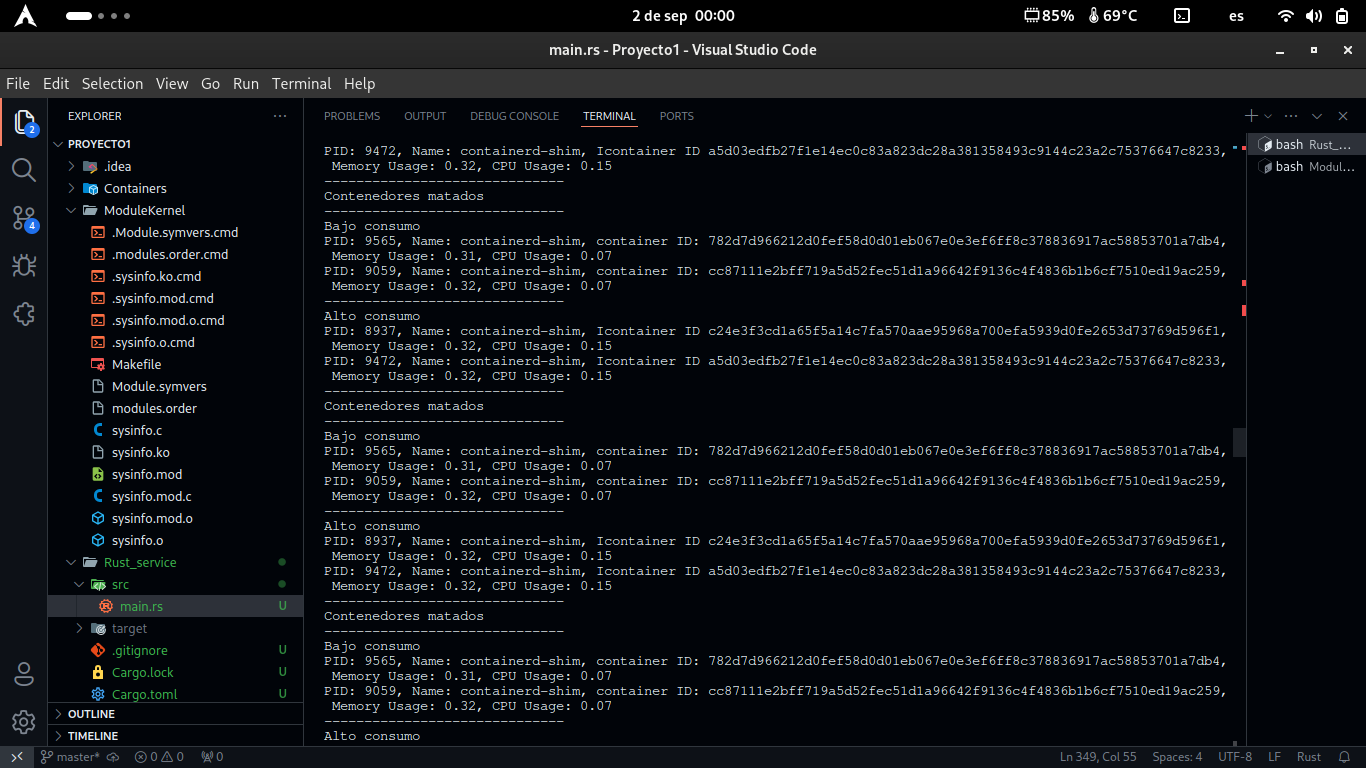 2 de sep 00:00
85% 69°C es
main.rs - Proyecto1 - Visual Studio Code
File Edit Selection View Go Run Terminal Help
EXPLORER
PROYECTO1
.idea
Containers
ModuleKernel
.Module.symvers.cmd
.modules.order.cmd
.sysinfo.ko.cmd
.sysinfo.mod.cmd
.sysinfo.mod.o.cmd
.sysinfo.o.cmd
Makefile
Module.symvers
modules.order
sysinfo.c
sysinfo.ko
sysinfo.mod
sysinfo.mod.c
sysinfo.mod.o
sysinfo.o
Rust_service
src
main.rs U
target
.gitignore U
Cargo.lock U
Cargo.toml U
OUTLINE
TIMELINE
2
4
PROBLEMS OUTPUT DEBUG CONSOLE TERMINAL PORTS
PID: 9472, Name: containerd-shim, Icontainer ID a5d03edfb27f1e14ec0c83a823dc28a381358493c9144c23a2c75376647c8233,
Memory Usage: 0.32, CPU Usage: 0.15
------------------------------
Contenedores matados
------------------------------
Bajo consumo
PID: 9565, Name: containerd-shim, container ID: 782d7d966212d0fef58d0d01eb067e0e3ef6ff8c378836917ac58853701a7db4,
Memory Usage: 0.31, CPU Usage: 0.07
PID: 9059, Name: containerd-shim, container ID: cc87111e2bff719a5d52fec51d1a96642f9136c4f4836b1b6cf7510ed19ac259,
Memory Usage: 0.32, CPU Usage: 0.07
------------------------------
Alto consumo
PID: 8937, Name: containerd-shim, Icontainer ID c24e3f3cd1a65f5a14c7fa570aae95968a700efa5939d0fe2653d73769d596f1,
Memory Usage: 0.32, CPU Usage: 0.15
PID: 9472, Name: containerd-shim, Icontainer ID a5d03edfb27f1e14ec0c83a823dc28a381358493c9144c23a2c75376647c8233,
Memory Usage: 0.32, CPU Usage: 0.15
------------------------------
Contenedores matados
------------------------------
Bajo consumo
PID: 9565, Name: containerd-shim, container ID: 782d7d966212d0fef58d0d01eb067e0e3ef6ff8c378836917ac58853701a7db4,
Memory Usage: 0.31, CPU Usage: 0.07
PID: 9059, Name: containerd-shim, container ID: cc87111e2bff719a5d52fec51d1a96642f9136c4f4836b1b6cf7510ed19ac259,
Memory Usage: 0.32, CPU Usage: 0.07
------------------------------
Alto consumo
PID: 8937, Name: containerd-shim, Icontainer ID c24e3f3cd1a65f5a14c7fa570aae95968a700efa5939d0fe2653d73769d596f1,
Memory Usage: 0.32, CPU Usage: 0.15
PID: 9472, Name: containerd-shim, Icontainer ID a5d03edfb27f1e14ec0c83a823dc28a381358493c9144c23a2c75376647c8233,
Memory Usage: 0.32, CPU Usage: 0.15
------------------------------
Contenedores matados
------------------------------
Bajo consumo
PID: 9565, Name: containerd-shim, container ID: 782d7d966212d0fef58d0d01eb067e0e3ef6ff8c378836917ac58853701a7db4,
Memory Usage: 0.31, CPU Usage: 0.07
PID: 9059, Name: containerd-shim, container ID: cc87111e2bff719a5d52fec51d1a96642f9136c4f4836b1b6cf7510ed19ac259,
Memory Usage: 0.32, CPU Usage: 0.07
------------------------------
Alto consumo
bash Rust_...
bash Modul...
master* 0 0 0
Ln 349, Col 55 Spaces: 4 UTF-8 LF Rust